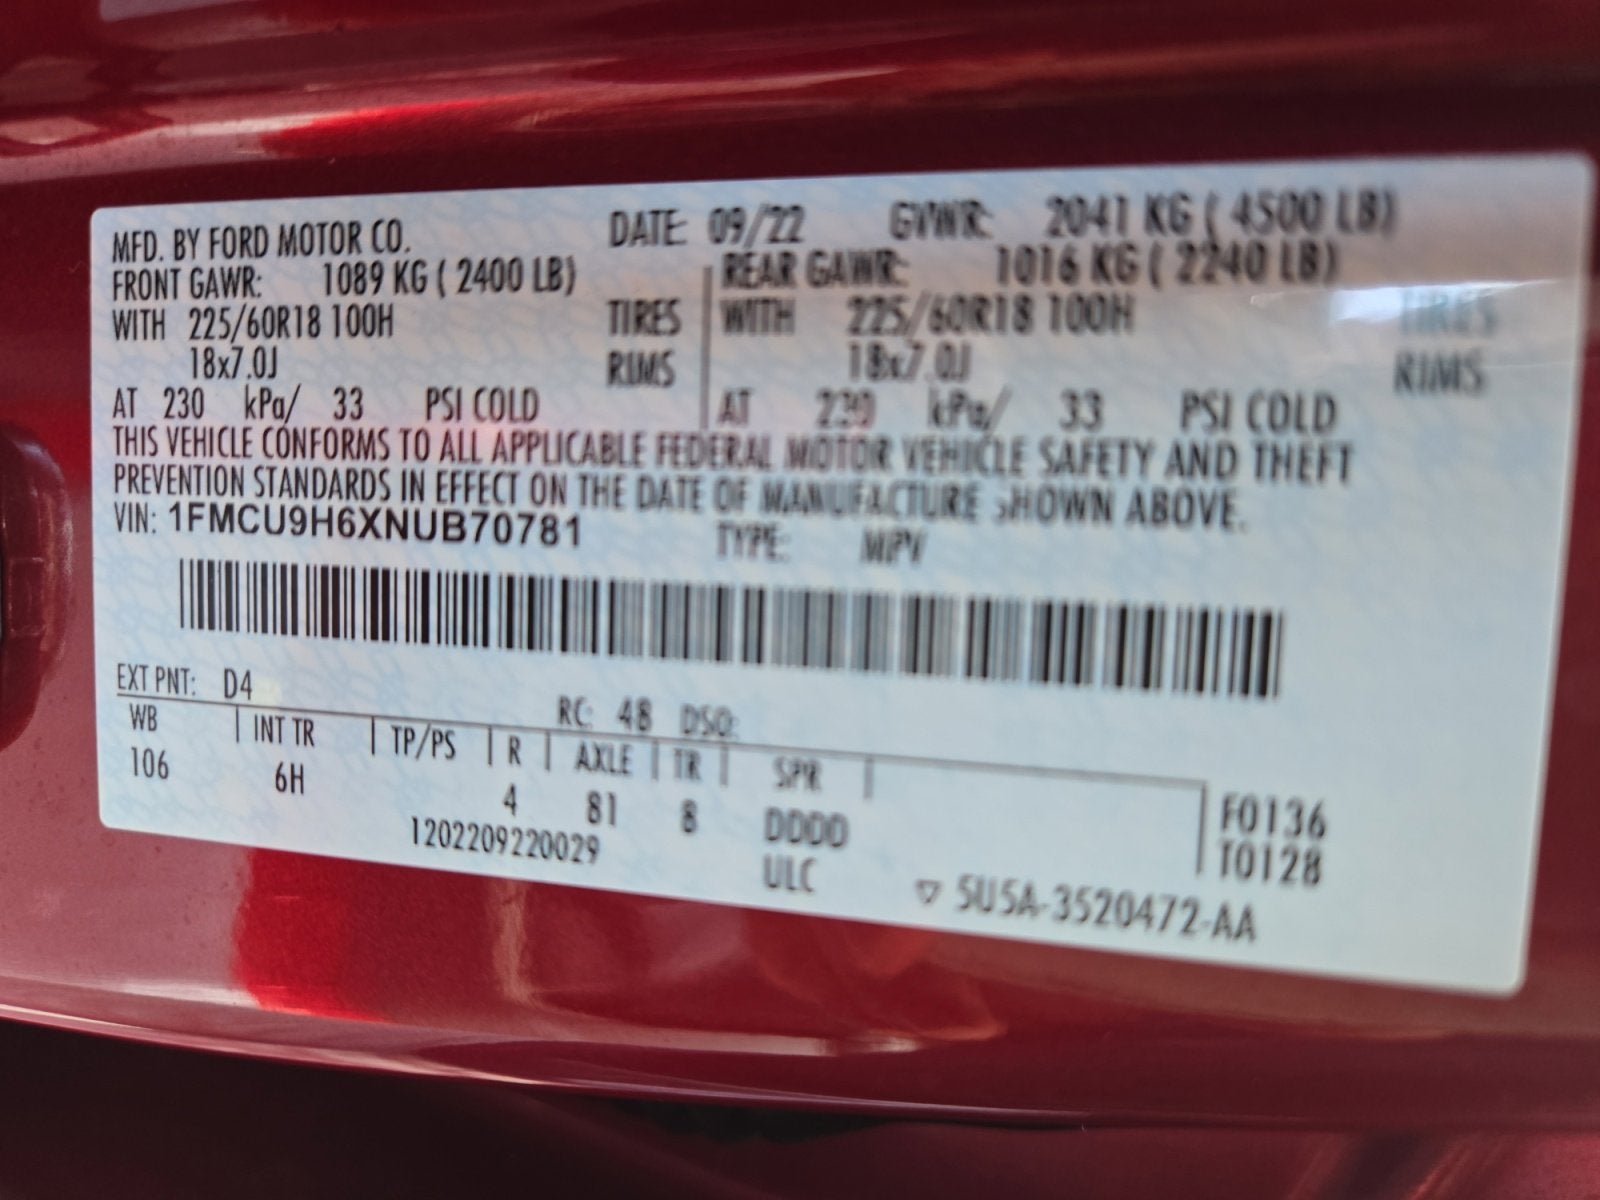 MFD. BY FORD MOTOR CO. DATE: 09/22 GVWR: 2041 KG ( 4500 LB)
FRONT GAWR: 1089 KG ( 2400 LB) REAR GAWR: 1016 KG ( 2240 LB)
WITH 225/60R18 100H TIRES WITH 225/60R18 100H TIRES
18x7.0J RIMS 18x7.0J RIMS
AT 230 kPa/ 33 PSI COLD AT 230 kPa/ 33 PSI COLD
THIS VEHICLE CONFORMS TO ALL APPLICABLE FEDERAL MOTOR VEHICLE SAFETY AND THEFT
PREVENTION STANDARDS IN EFFECT ON THE DATE OF MANUFACTURE SHOWN ABOVE.
VIN: 1FMCU9H6XNUB70781 TYPE: MPV
EXT PNT: D4 RC: 48 DSO:
WB INT TR TP/PS R AXLE TR SPR
106 6H 4 81 8 DDDD F0136
1202209220029 ULC T0128
▽ 5U5A-3520472-AA